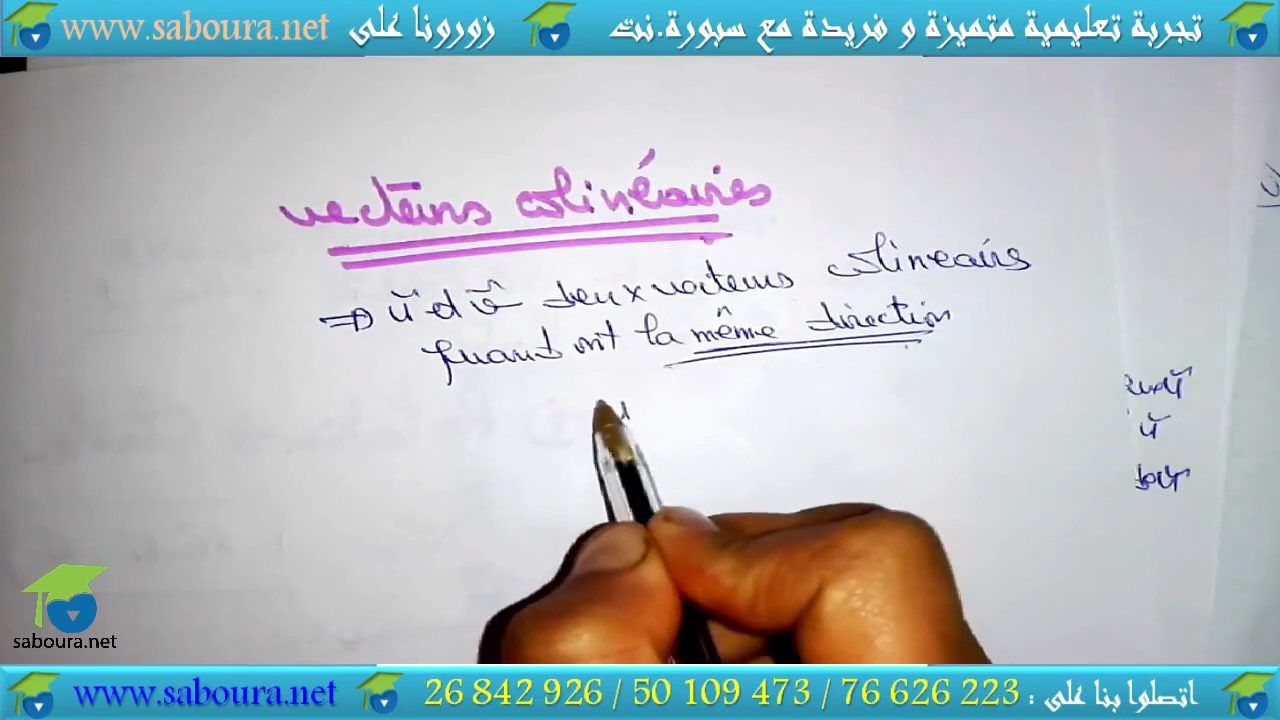 www.saboura.net زورونا على تجربة تعليمية متميزة و فريدة مع سبورة.نت
vecteurs colinéaires
⇒ u et v deux vecteurs colineairs
quand ont la même direction
saboura.net
www.saboura.net 26 842 926 / 50 109 473 / 76 626 223 : اتصلوا بنا على